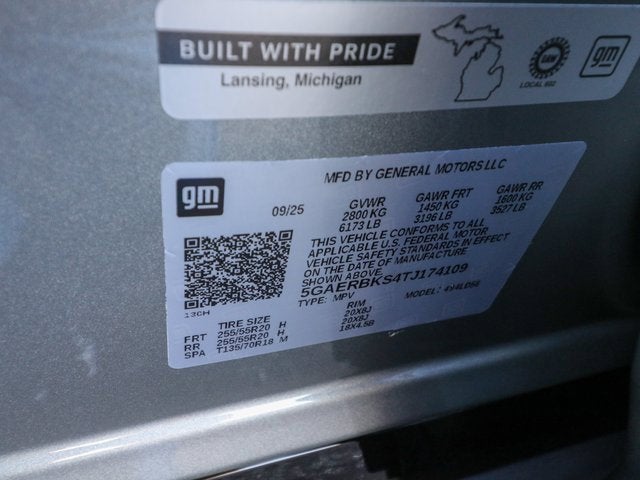 BUILT WITH PRIDE
Lansing, Michigan
UAW
LOCAL 602
gm
gm
MFD BY GENERAL MOTORS LLC
09/25 GVWR GAWR FRT GAWR RR
2800 KG 1450 KG 1600 KG
6173 LB 3196 LB 3527 LB
THIS VEHICLE CONFORMS TO ALL
APPLICABLE U.S. FEDERAL MOTOR
VEHICLE SAFETY STANDARDS IN EFFECT
ON THE DATE OF MANUFACTURE
SHOWN ABOVE.
5GAERBKS4TJ174109
TYPE: MPV MODEL:
13CH
TIRE SIZE RIM
FRT 255/55R20 H 20X8J
RR 255/55R20 H 20X8J
SPA T135/70R18 M 18X4.5B